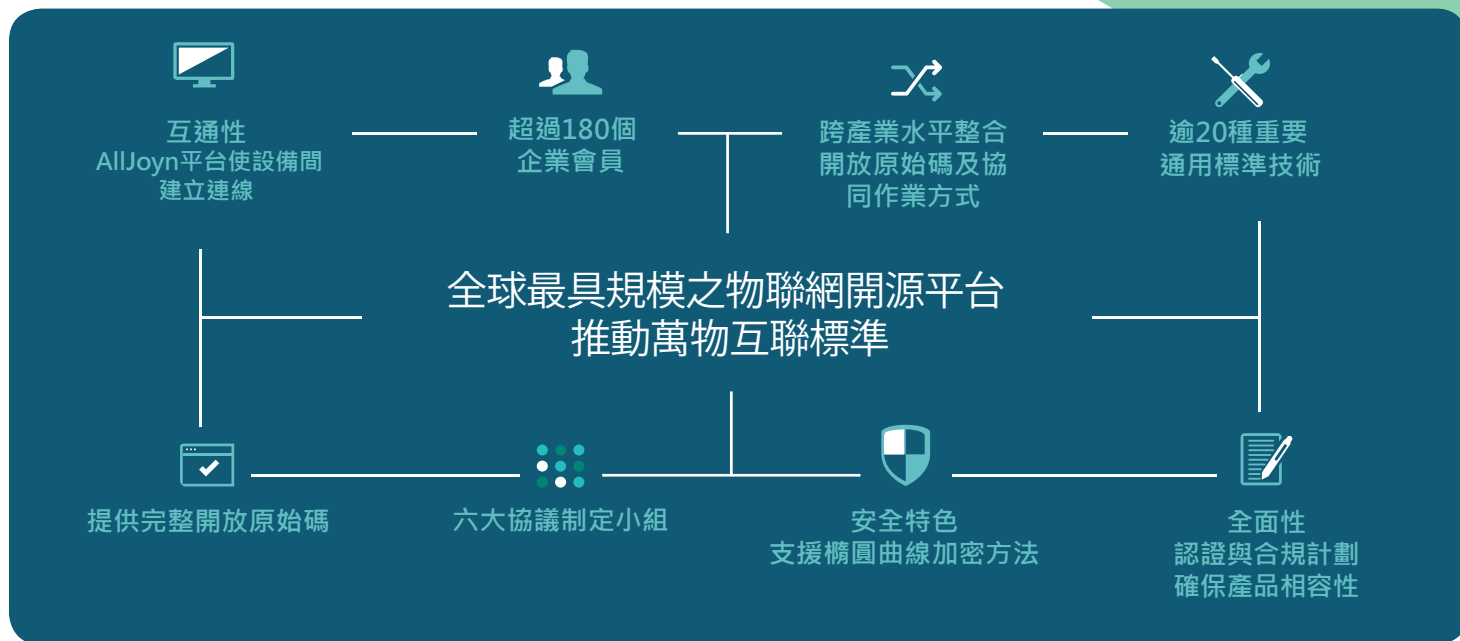 互通性
AllJoyn平台使設備間
建立連線
超過180個
企業會員
跨產業水平整合
開放原始碼及協
同作業方式
逾20種重要
通用標準技術
全球最具規模之物聯網開源平台
推動萬物互聯標準
提供完整開放原始碼
六大協議制定小組
安全特色
支援橢圓曲線加密方法
全面性
認證與合規計劃
確保產品相容性